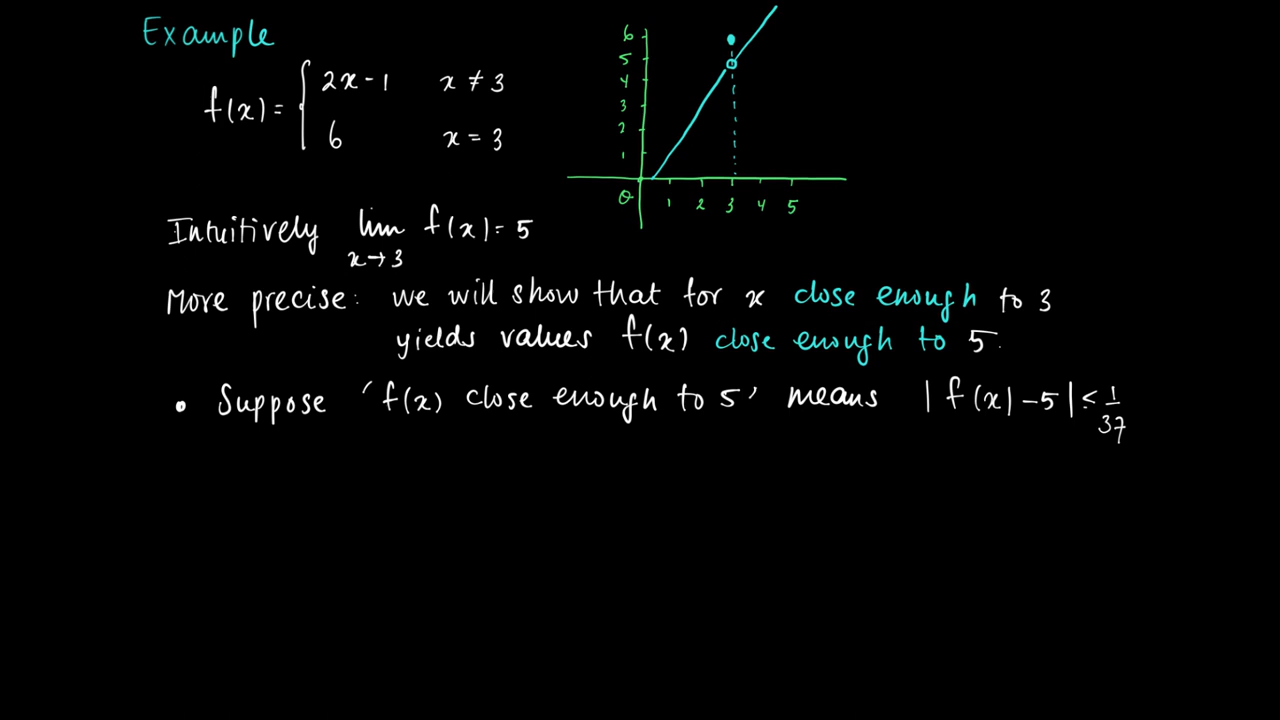 Example
f(x) = { 2x - 1 x ≠ 3
6 x = 3
6
5
4
3
2
1
0 1 2 3 4 5
Intuitively lim f(x) = 5
x → 3
More precise: we will show that for x close enough to 3
yields values f(x) close enough to 5.
• Suppose 'f(x) close enough to 5' means |f(x) - 5| ≤ 1/37